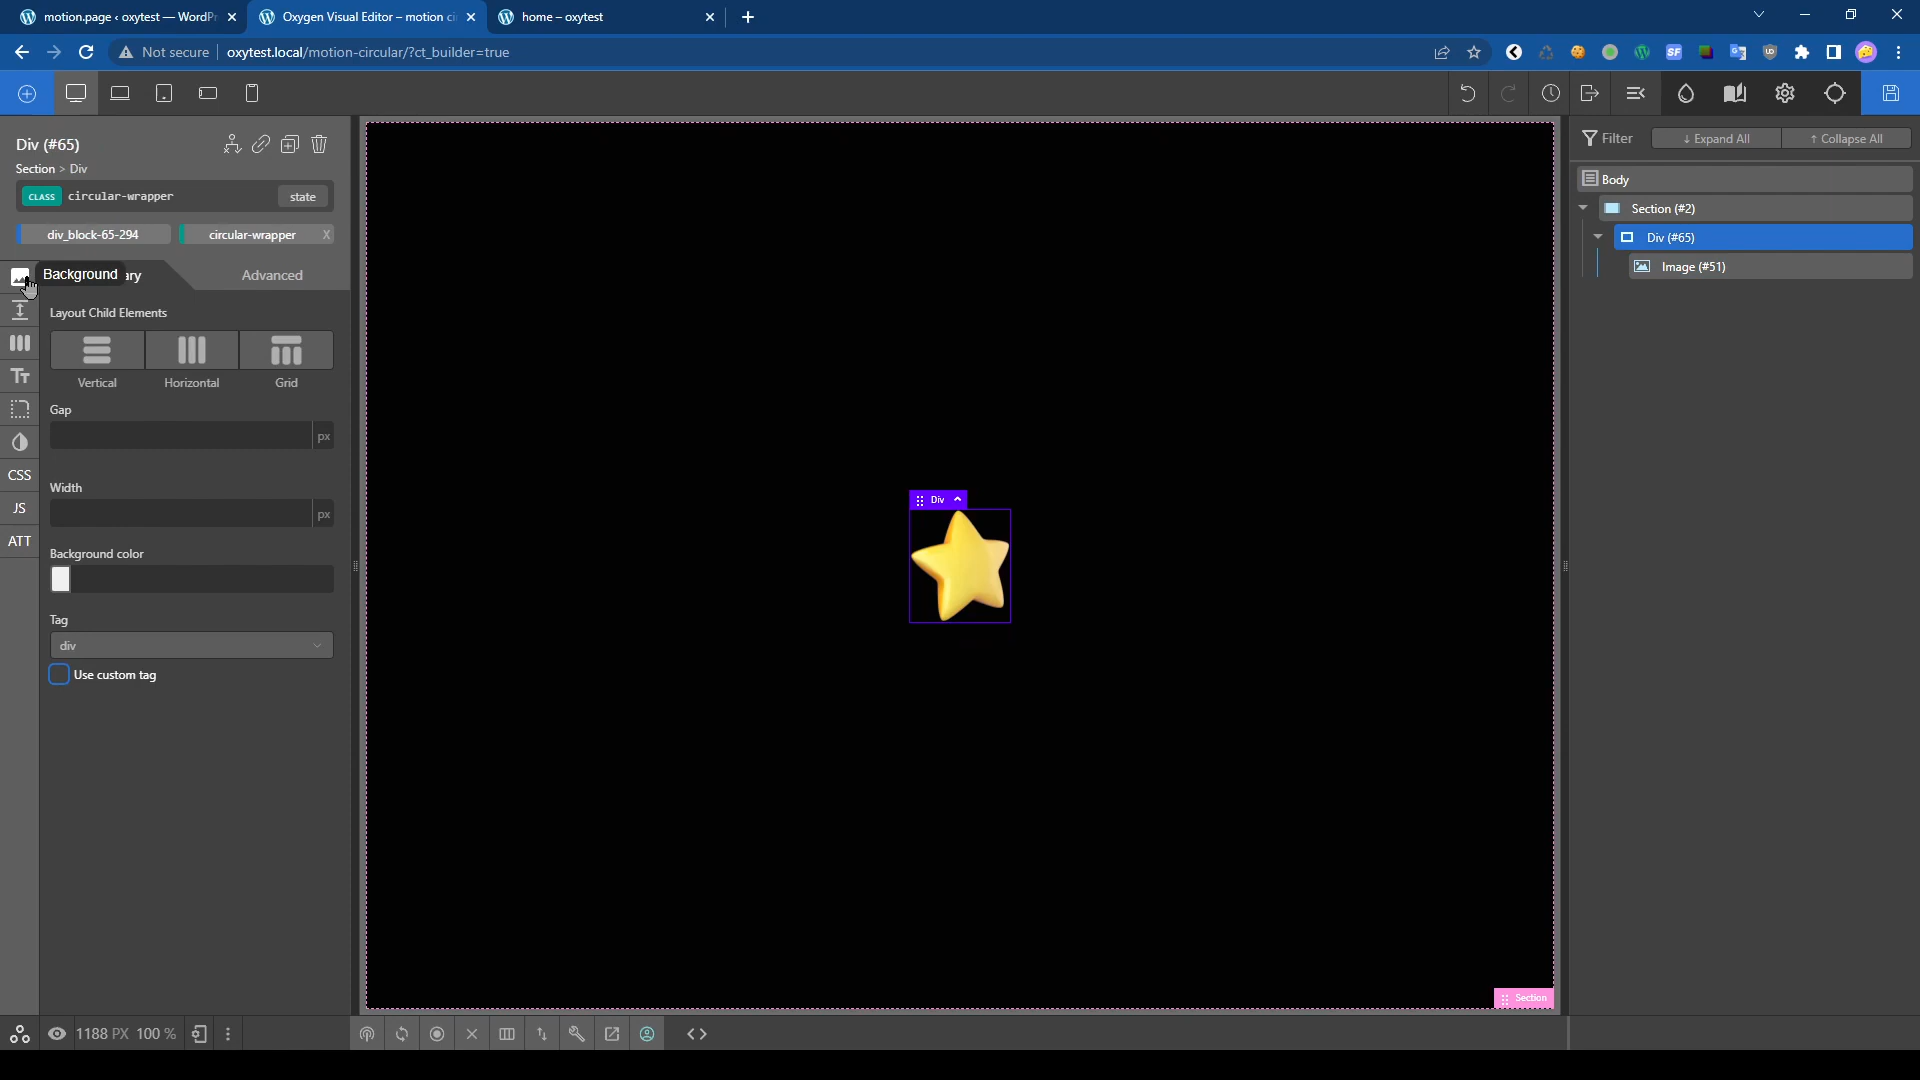 motion.page ‹ oxytest — WordPr
Oxygen Visual Editor – motion ci
home – oxytest
Not secure
oxytest.local/motion-circular/?ct_builder=true
Div (#65)
Section > Div
CLASS circular-wrapper state
div_block-65-294 circular-wrapper X
Background
ary
Advanced
Layout Child Elements
Vertical Horizontal Grid
Gap
px
Width
px
Background color
Tag
div
Use custom tag
CSS
JS
ATT
Div
Section
Filter
↓ Expand All
↑ Collapse All
Body
Section (#2)
Div (#65)
Image (#51)
1188 PX 100 %